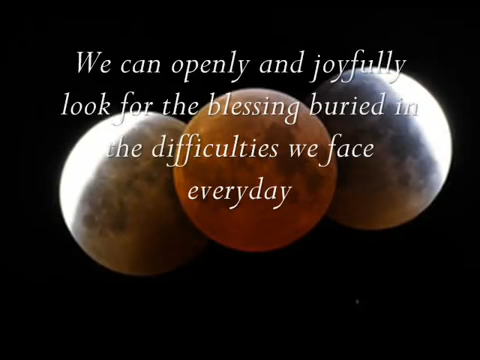 We can openly and joyfully
look for the blessing buried in
the difficulties we face
everyday